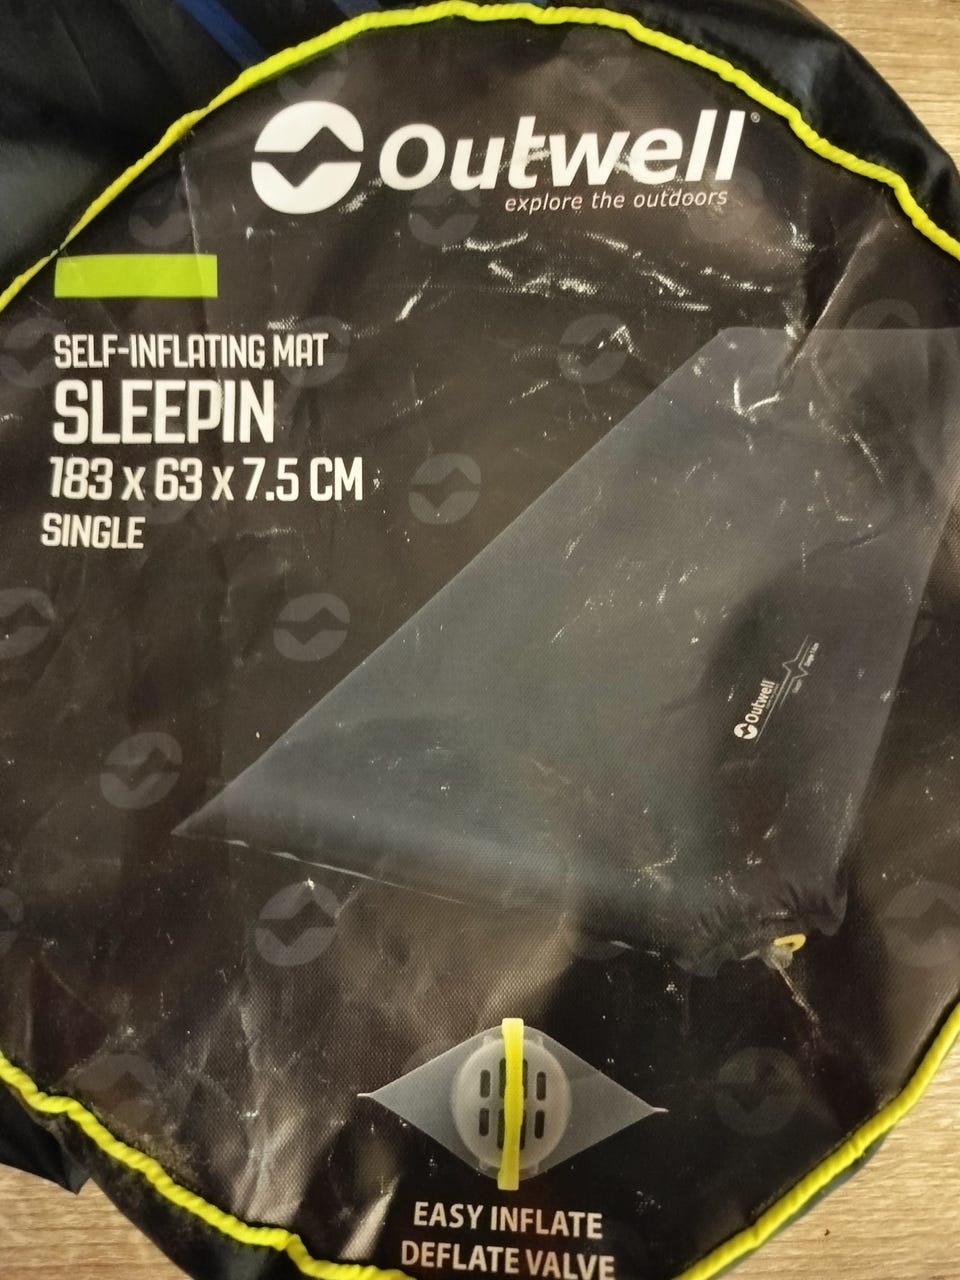 Outwell®
explore the outdoors
SELF-INFLATING MAT
SLEEPIN
183 x 63 x 7.5 CM
SINGLE
Outwell
EASY INFLATE
DEFLATE VALVE